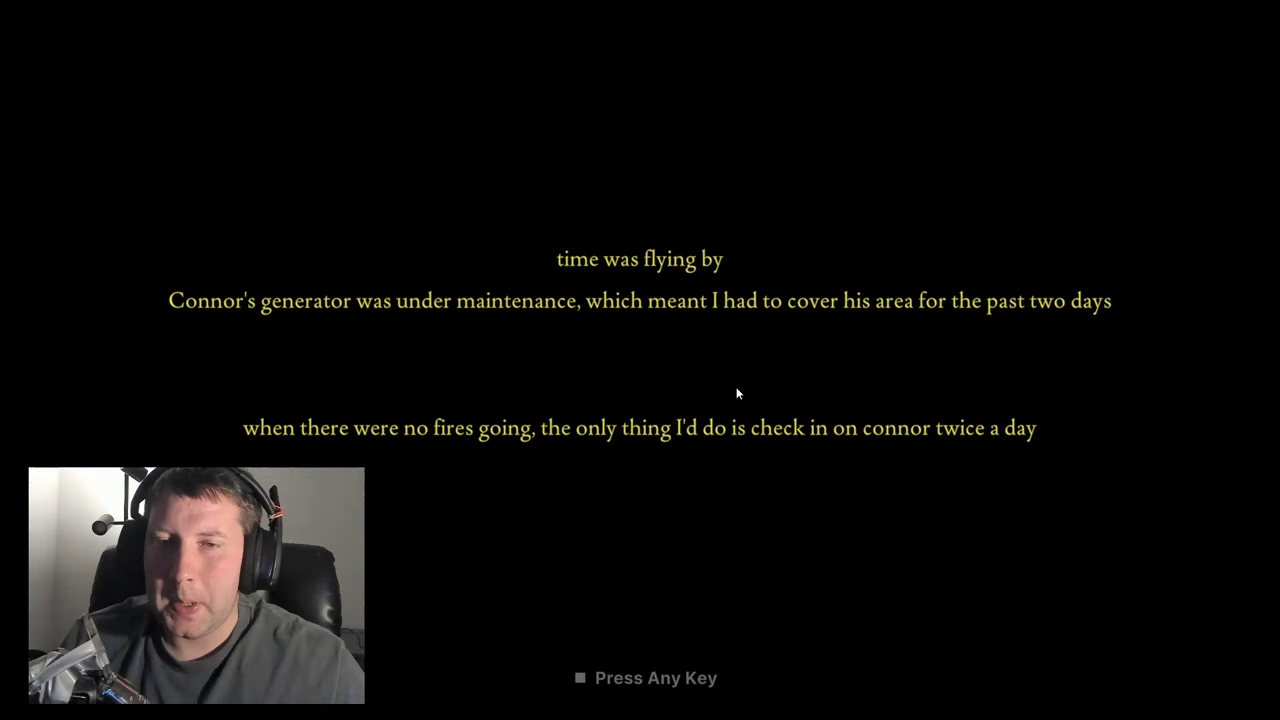 time was flying by
Connor's generator was under maintenance, which meant I had to cover his area for the past two days
when there were no fires going, the only thing I'd do is check in on connor twice a day
Press Any Key